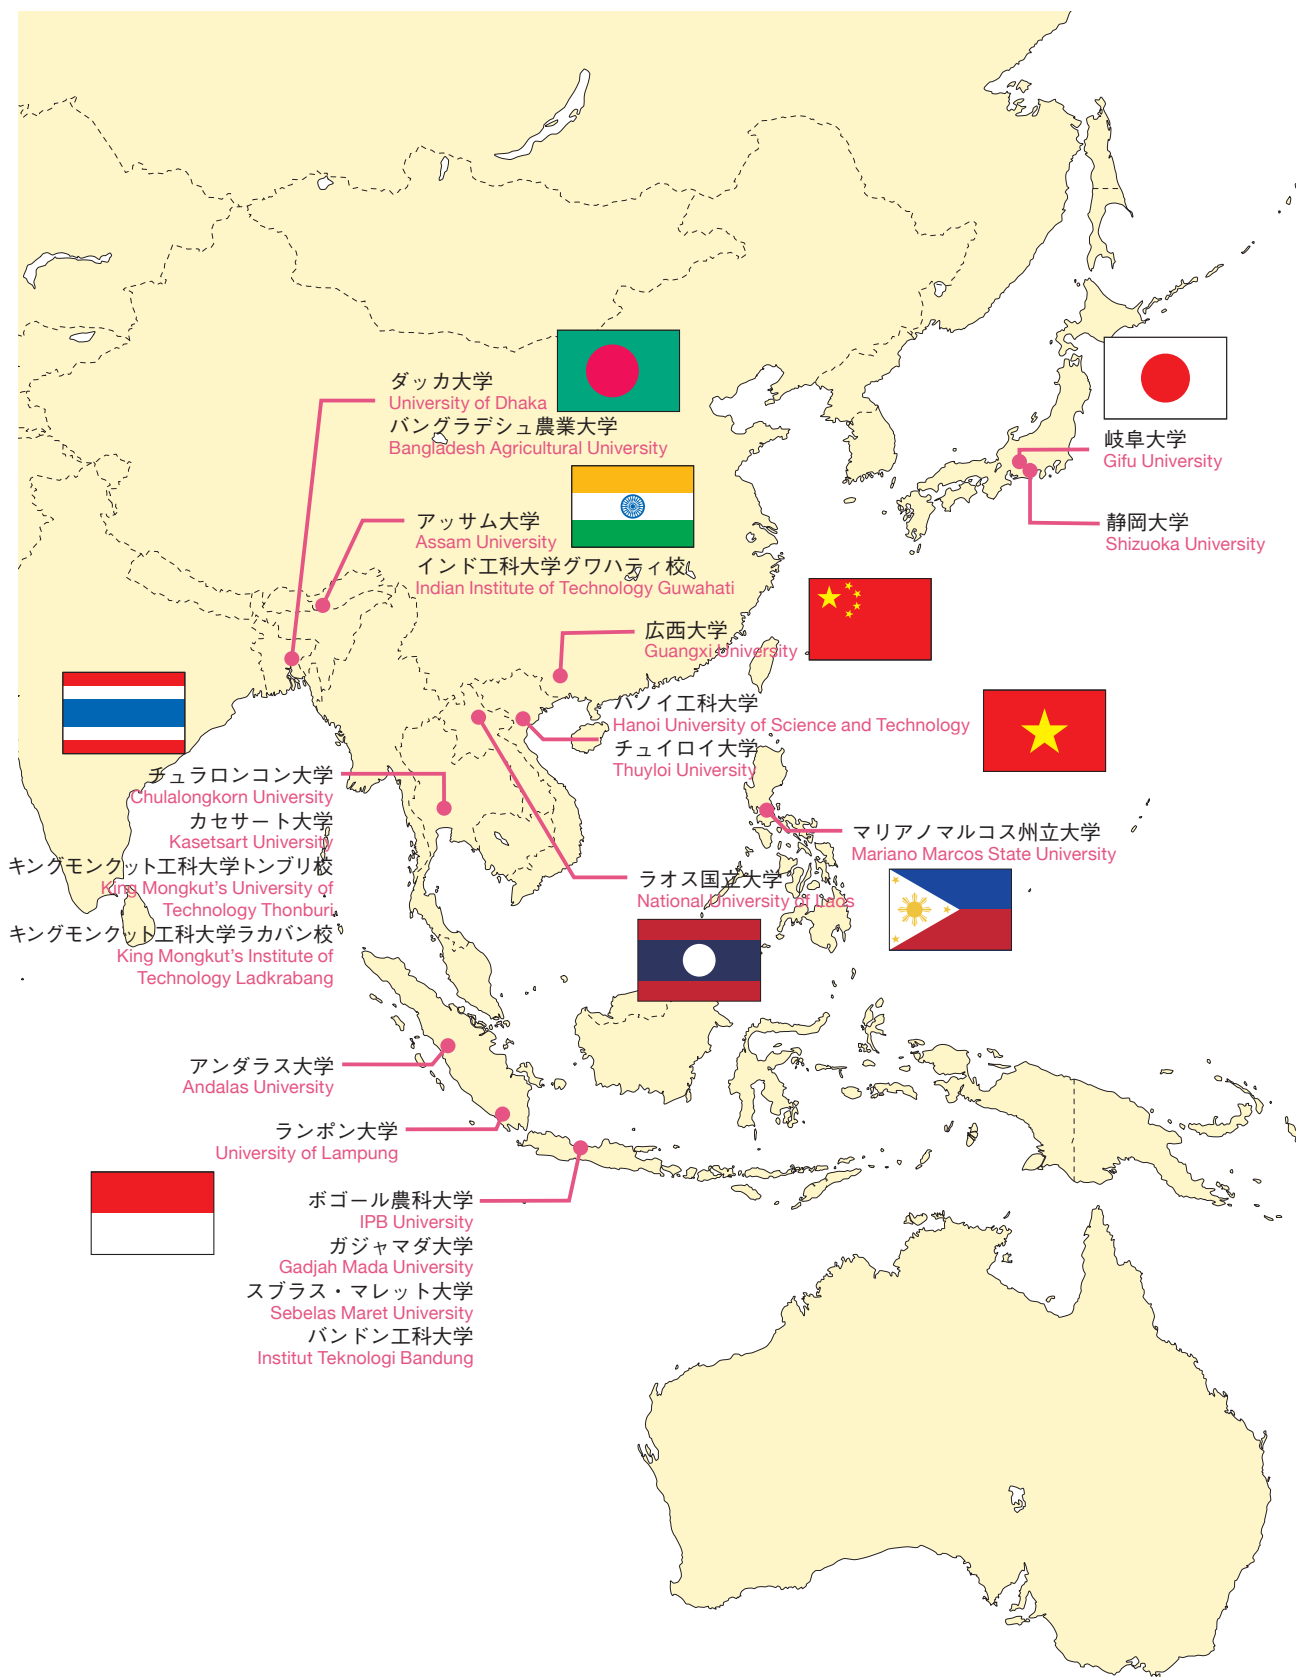 ダッカ大学
University of Dhaka
バングラデシュ農業大学
Bangladesh Agricultural University
岐阜大学
Gifu University
アッサム大学
Assam University
インド工科大学グワハティ校
Indian Institute of Technology Guwahati
静岡大学
Shizuoka University
広西大学
Guangxi University
ハノイ工科大学
Hanoi University of Science and Technology
チュイロイ大学
Thuyloi University
チュラロンコン大学
Chulalongkorn University
カセサート大学
Kasetsart University
キングモンクット工科大学トンブリ校
King Mongkut's University of
Technology Thonburi
キングモンクット工科大学ラカバン校
King Mongkut's Institute of
Technology Ladkrabang
マリアノマルコス州立大学
Mariano Marcos State University
ラオス国立大学
National University of Laos
アンダラス大学
Andalas University
ランポン大学
University of Lampung
ボゴール農科大学
IPB University
ガジャマダ大学
Gadjah Mada University
スブラス・マレット大学
Sebelas Maret University
バンドン工科大学
Institut Teknologi Bandung